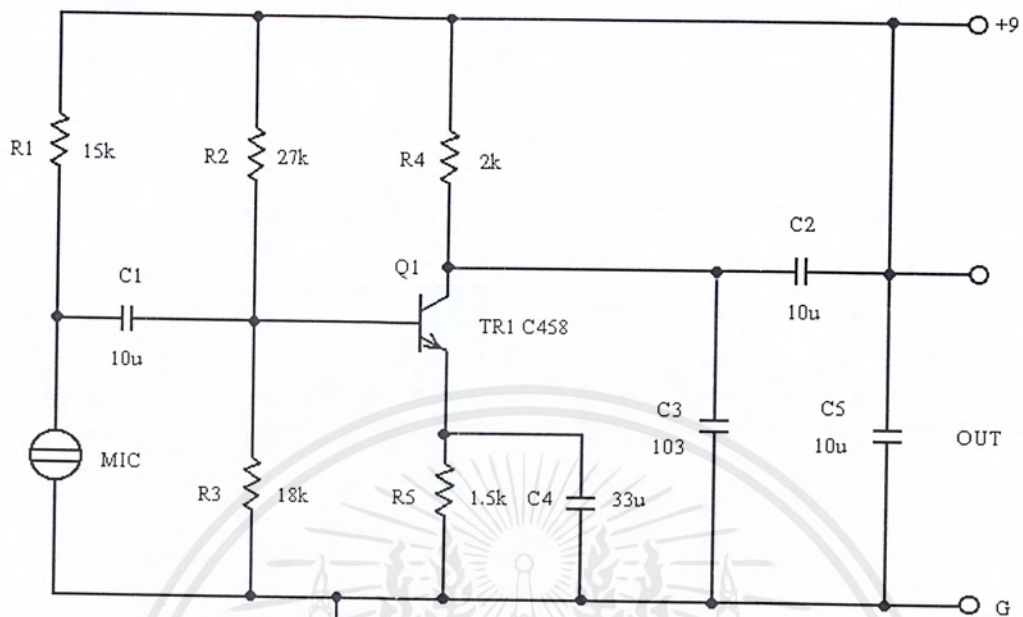 +9
R1
15k
R2
27k
R4
2k
C2
10u
C1
10u
Q1
TR1 C458
MIC
R3
18k
R5
1.5k
C4
33u
C3
103
C5
10u
OUT
G